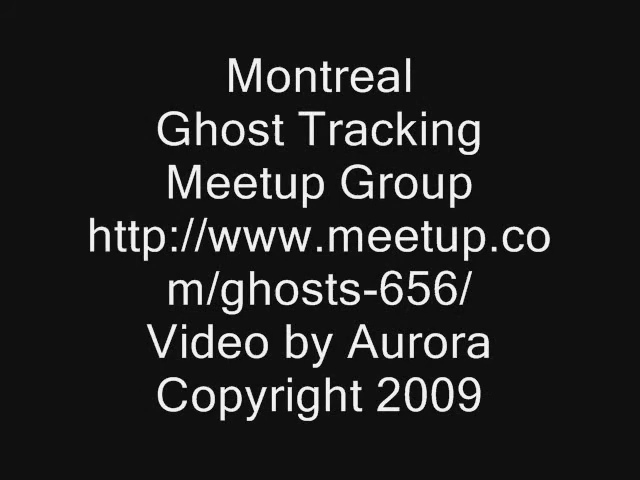 Montreal
Ghost Tracking
Meetup Group
http://www.meetup.co
m/ghosts-656/
Video by Aurora
Copyright 2009